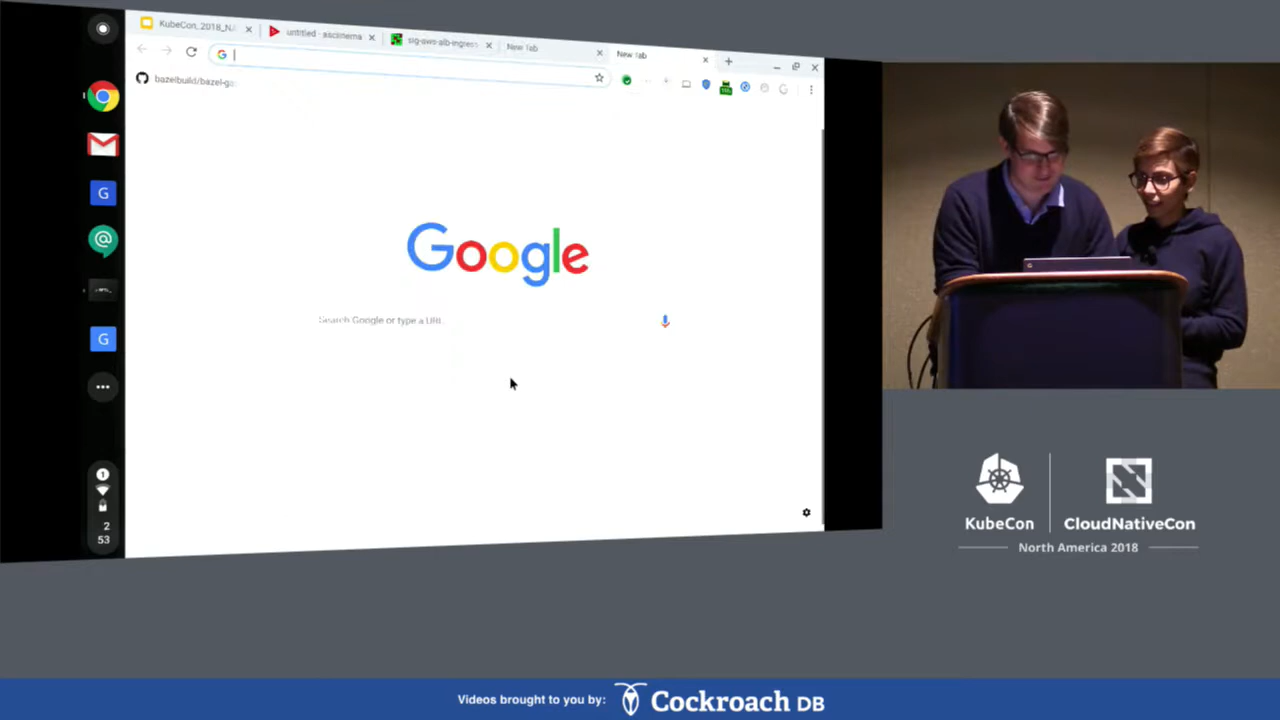 KubeCon_2018_NA
untitled - asciinema
sig-aws-alb-ingress
New Tab
New Tab
G
bazelbuild/bazel-ga
Google
Search Google or type a URL
G
@
G
1
2
53
KubeCon
CloudNativeCon
North America 2018
Videos brought to you by:
Cockroach DB